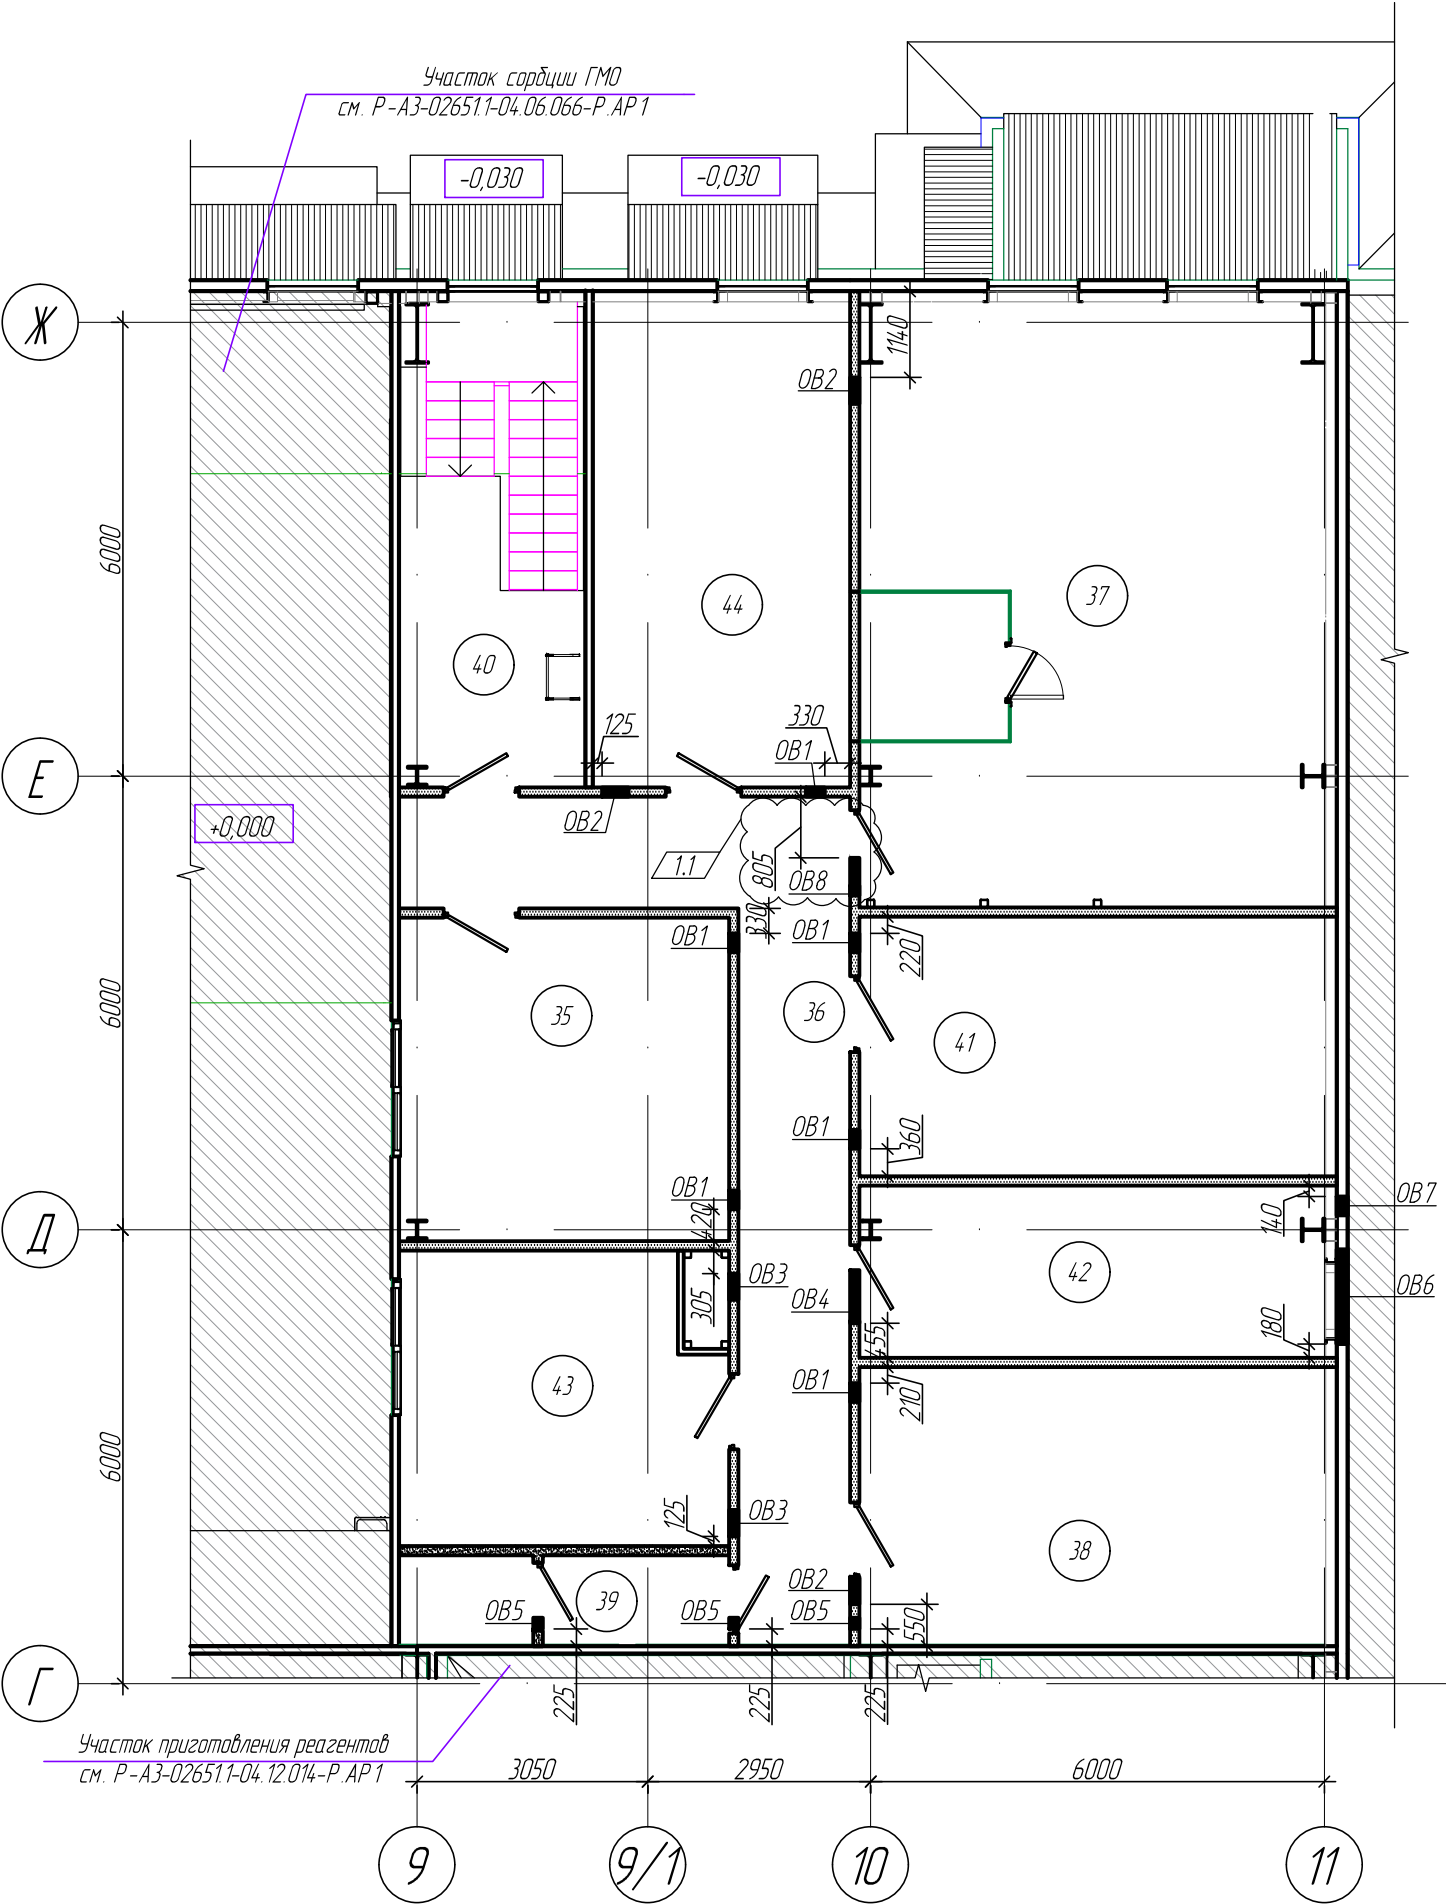 Участок сорбции ГМО
см. Р-АЗ-02651.1-04.06.066-Р.АР1
-0,030
-0,030
Ж
1140
ОВ2
6000
44
37
40
125
330
ОВ1
Е
ОВ2
+0,000
1.1
805
ОВ8
330
ОВ1
ОВ1
220
6000
35
36
41
ОВ1
360
ОВ1
420
140
ОВ7
Д
42
ОВ3
305
ОВ4
455
180
ОВ6
43
ОВ1
210
6000
125
ОВ3
38
39
ОВ2
ОВ5
ОВ5
ОВ5
550
Г
225
225
225
Участок приготовления реагентов
см. Р-АЗ-02651.1-04.12.014-Р.АР1
3050
2950
6000
9
9/1
10
11